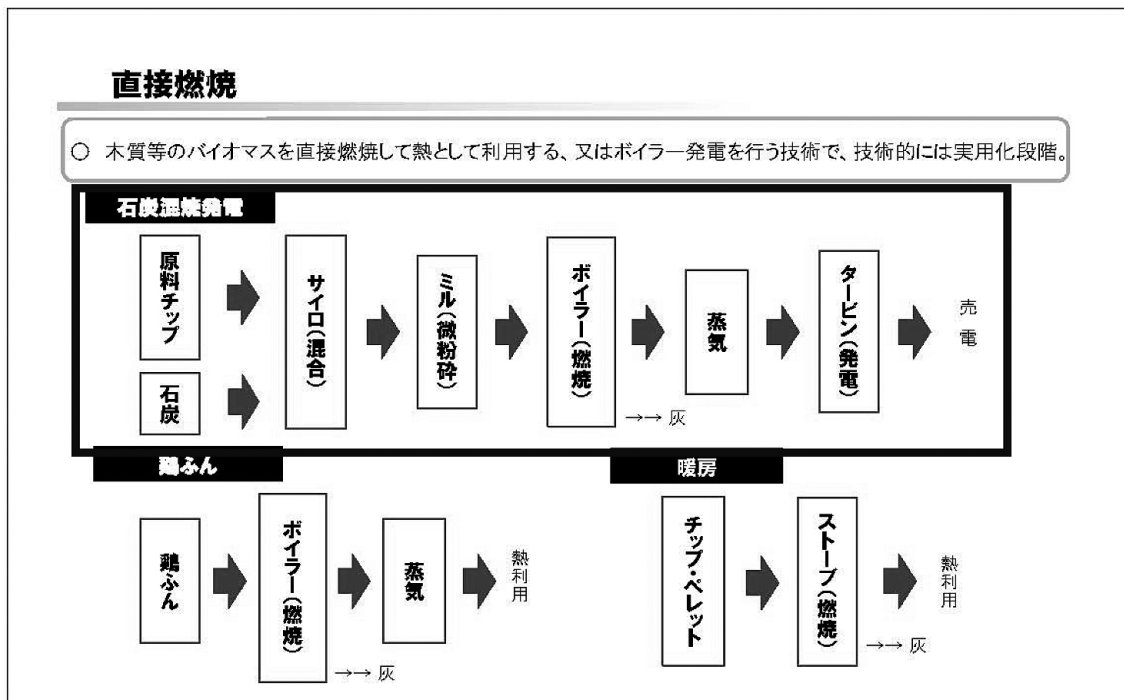 直接燃焼
○ 木質等のバイオマスを直接燃焼して熱として利用する、又はボイラー発電を行う技術で、技術的には実用化段階。
石炭混焼発電
原料チップ
石炭
サイロ(混合)
ミル(微粉砕)
ボイラー(燃焼)
→→ 灰
蒸気
タービン(発電)
売電
鶏ふん
鶏ふん
ボイラー(燃焼)
→→ 灰
蒸気
熱利用
暖房
チップ・ペレット
ストーブ(燃焼)
→→ 灰
熱利用